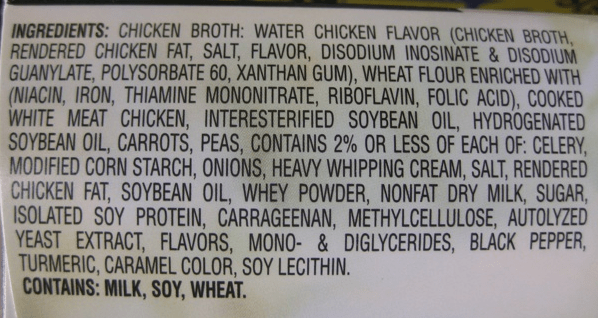 INGREDIENTS: CHICKEN BROTH: WATER CHICKEN FLAVOR (CHICKEN BROTH,
RENDERED CHICKEN FAT, SALT, FLAVOR, DISODIUM INOSINATE & DISODIUM
GUANYLATE, POLYSORBATE 60, XANTHAN GUM), WHEAT FLOUR ENRICHED WITH
(NIACIN, IRON, THIAMINE MONONITRATE, RIBOFLAVIN, FOLIC ACID), COOKED
WHITE MEAT CHICKEN, INTERESTERIFIED SOYBEAN OIL, HYDROGENATED
SOYBEAN OIL, CARROTS, PEAS, CONTAINS 2% OR LESS OF EACH OF: CELERY,
MODIFIED CORN STARCH, ONIONS, HEAVY WHIPPING CREAM, SALT, RENDERED
CHICKEN FAT, SOYBEAN OIL, WHEY POWDER, NONFAT DRY MILK, SUGAR,
ISOLATED SOY PROTEIN, CARRAGEENAN, METHYLCELLULOSE, AUTOLYZED
YEAST EXTRACT, FLAVORS, MONO- & DIGLYCERIDES, BLACK PEPPER,
TURMERIC, CARAMEL COLOR, SOY LECITHIN.
CONTAINS: MILK, SOY, WHEAT.